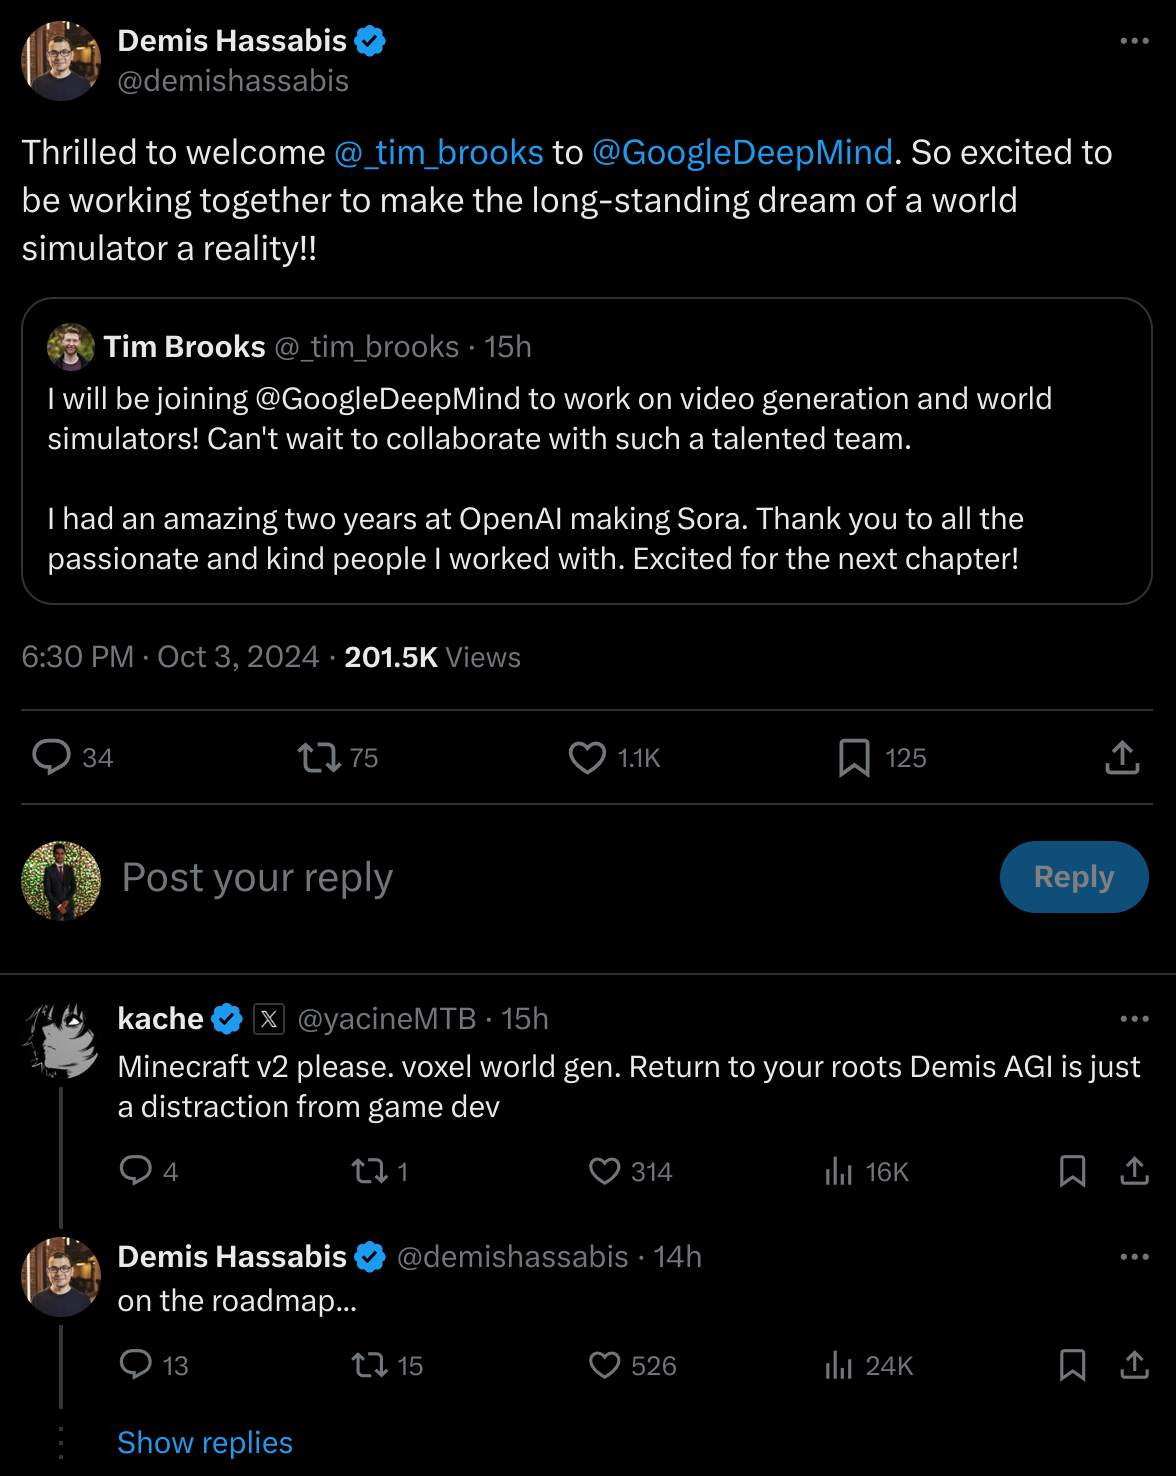 Demis Hassabis
@demishassabis
Thrilled to welcome @_tim_brooks to @GoogleDeepMind. So excited to
be working together to make the long-standing dream of a world
simulator a reality!!
Tim Brooks @_tim_brooks · 15h
I will be joining @GoogleDeepMind to work on video generation and world
simulators! Can't wait to collaborate with such a talented team.
I had an amazing two years at OpenAI making Sora. Thank you to all the
passionate and kind people I worked with. Excited for the next chapter!
6:30 PM · Oct 3, 2024 · 201.5K Views
34 75 1.1K 125
Post your reply Reply
kache X @yacineMTB · 15h
Minecraft v2 please. voxel world gen. Return to your roots Demis AGI is just
a distraction from game dev
4 1 314 16K
Demis Hassabis @demishassabis · 14h
on the roadmap...
13 15 526 24K
Show replies